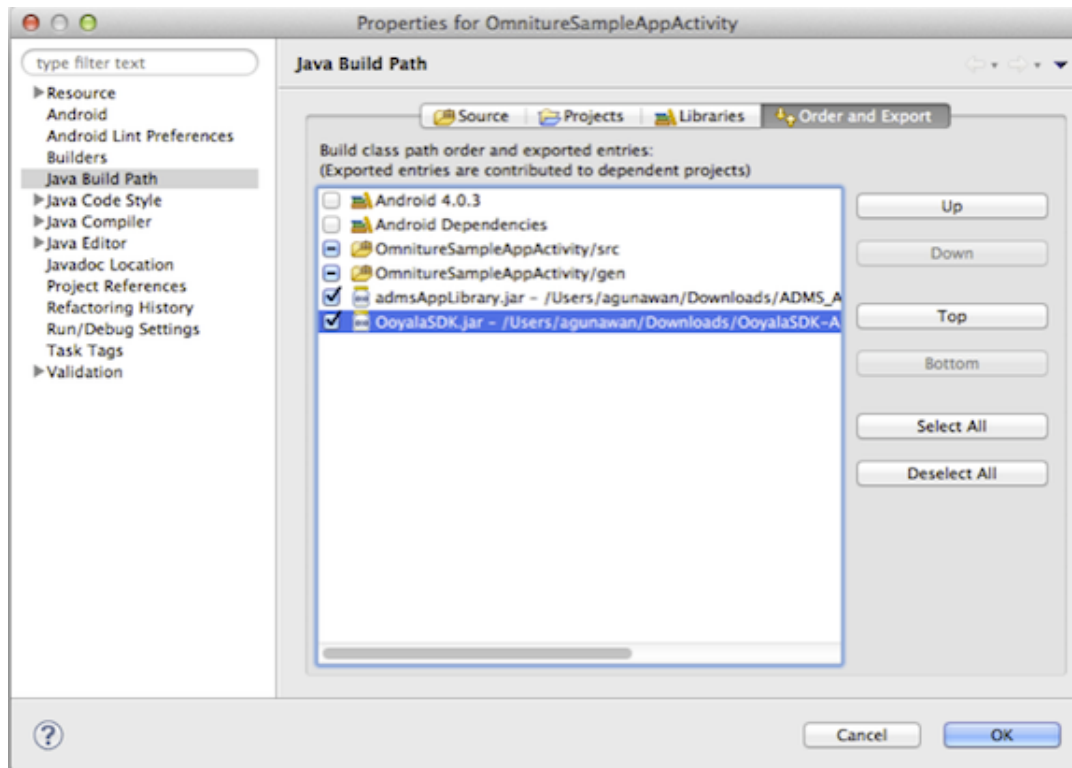 Properties for OmnitureSampleAppActivity
type filter text
Resource
Android
Android Lint Preferences
Builders
Java Build Path
Java Code Style
Java Compiler
Java Editor
Javadoc Location
Project References
Refactoring History
Run/Debug Settings
Task Tags
Validation
Java Build Path
Source Projects Libraries Order and Export
Build class path order and exported entries:
(Exported entries are contributed to dependent projects)
Android 4.0.3
Android Dependencies
OmnitureSampleAppActivity/src
OmnitureSampleAppActivity/gen
admsAppLibrary.jar – /Users/agunawan/Downloads/ADMS_A
OoyalaSDK.jar – /Users/agunawan/Downloads/OoyalaSDK-A
Up
Down
Top
Bottom
Select All
Deselect All
?
Cancel OK